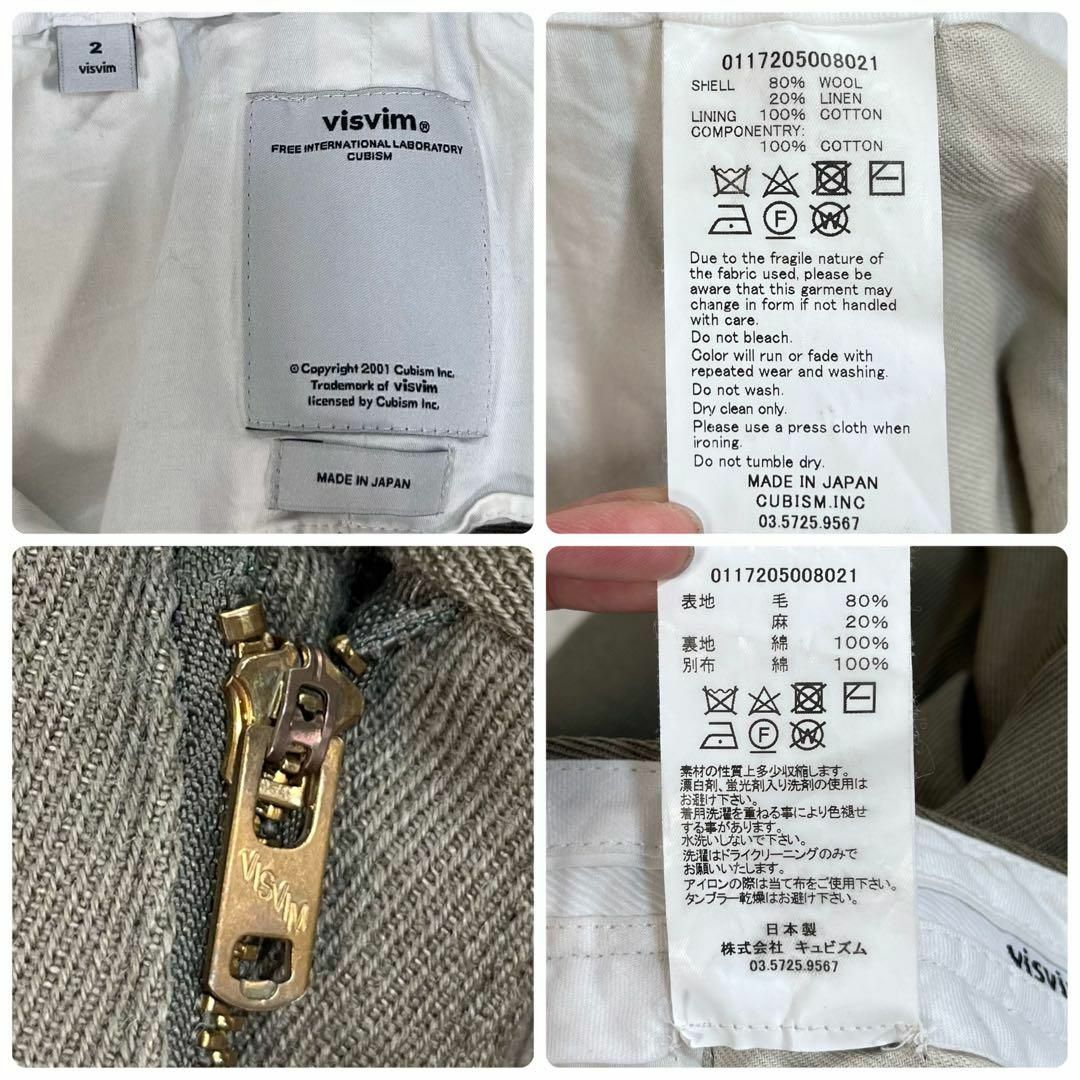 2
visvim
visvim®
FREE INTERNATIONAL LABORATORY
CUBISM
© Copyright 2001 Cubism Inc.
Trademark of visvim
licensed by Cubism Inc,
MADE IN JAPAN
0117205008021
SHELL 80% WOOL
20% LINEN
LINING 100% COTTON
COMPONENTRY:
100% COTTON
F
W
Due to the fragile nature of
the fabric used, please be
aware that this garment may
change in form if not handled
with care.
Do not bleach.
Color will run or fade with
repeated wear and washing.
Do not wash.
Dry clean only.
Please use a press cloth when
ironing.
Do not tumble dry.
MADE IN JAPAN
CUBISM.INC
03.5725.9567
VISVIM
0117205008021
表地 毛 80%
麻 20%
裏地 綿 100%
別布 綿 100%
F
W
素材の性質上多少収縮します。
漂白剤、蛍光剤入り洗剤の使用は
お避け下さい。
着用洗濯を重ねる事により色褪せ
する事があります。
水洗いしないで下さい。
洗濯はドライクリーニングのみで
お願いいたします。
アイロンの際は当て布をご使用下さい。
タンブラー乾燥はお避け下さい。
日本製
株式会社 キュビズム
03.5725.9567
visvi